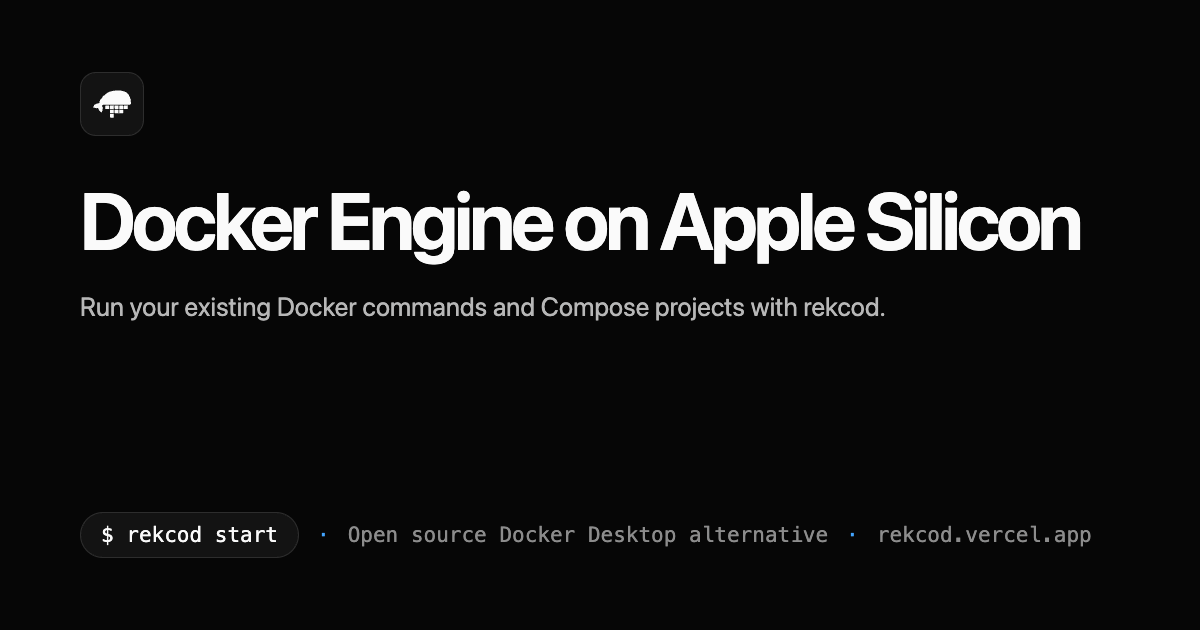 Docker Engine on Apple Silicon
Run your existing Docker commands and Compose projects with rekcod.
$ rekcod start · Open source Docker Desktop alternative · rekcod.vercel.app